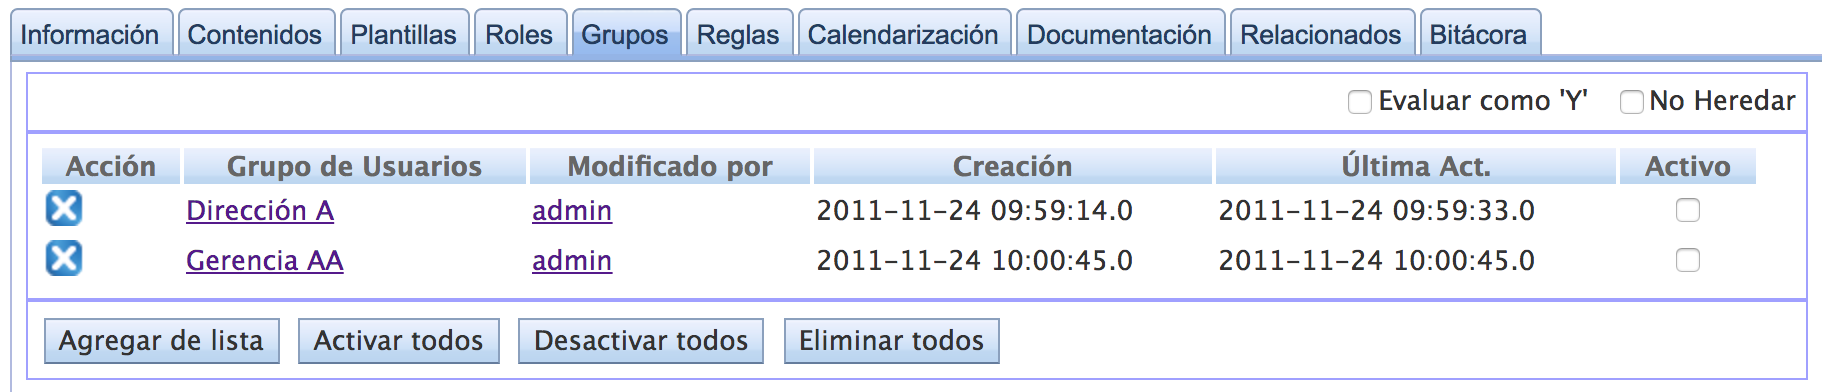 Información Contenidos Plantillas Roles Grupos Reglas Calendarización Documentación Relacionados Bitácora
Evaluar como 'Y' No Heredar
Acción Grupo de Usuarios Modificado por Creación Última Act. Activo
Dirección A admin 2011-11-24 09:59:14.0 2011-11-24 09:59:33.0
Gerencia AA admin 2011-11-24 10:00:45.0 2011-11-24 10:00:45.0
Agregar de lista Activar todos Desactivar todos Eliminar todos